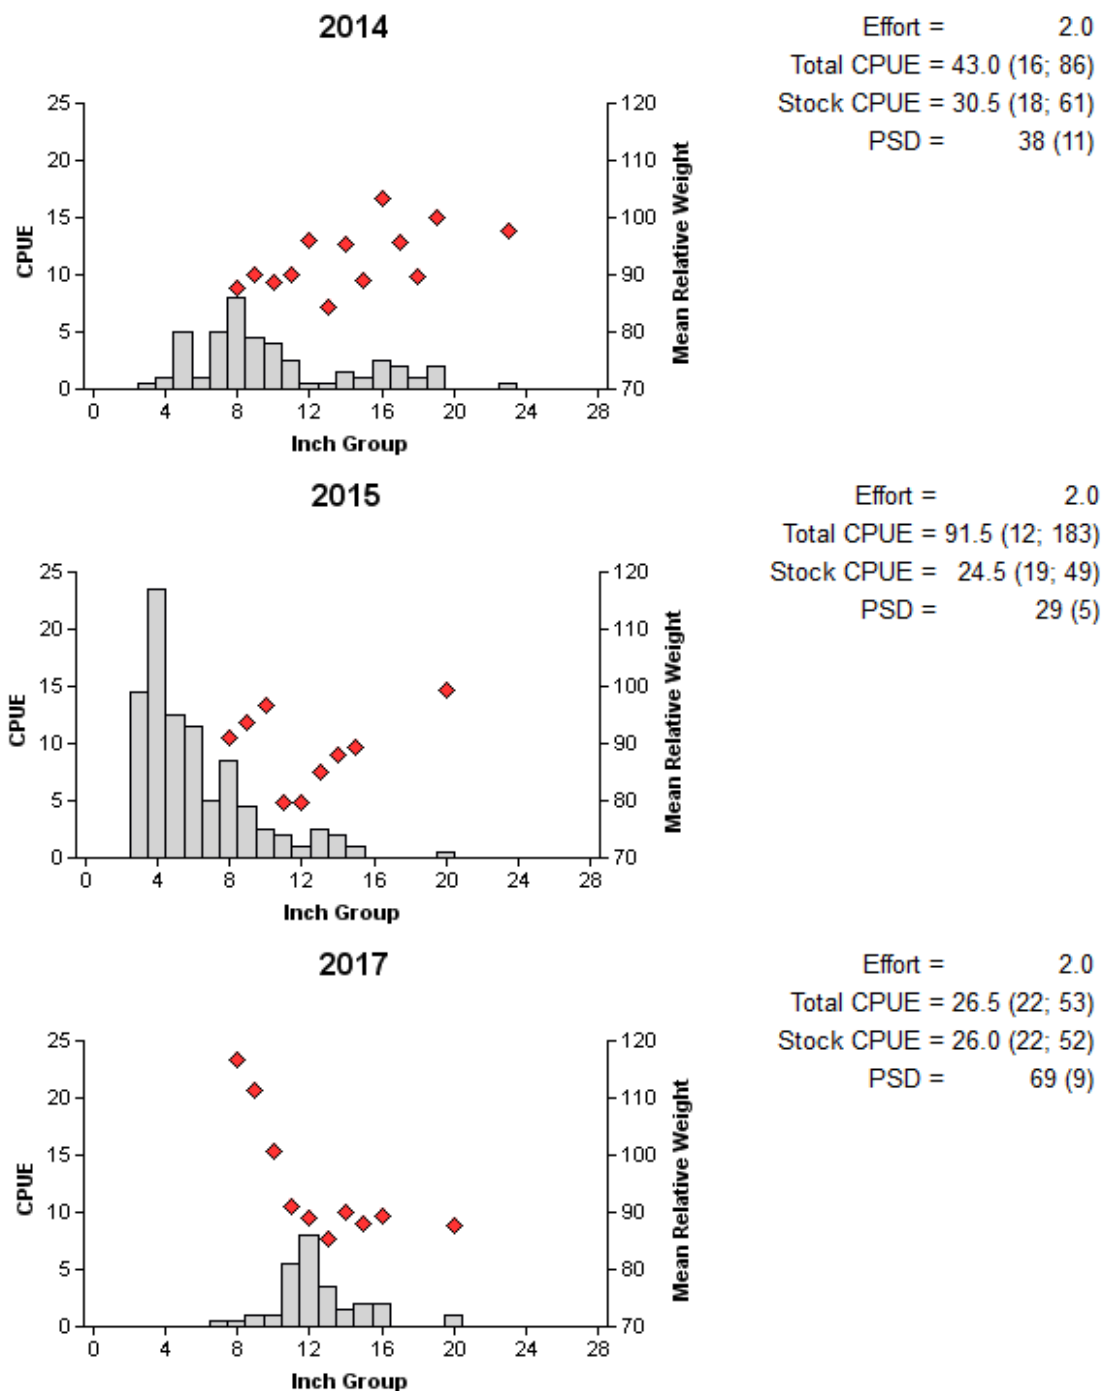 2014
Effort = 2.0
Total CPUE = 43.0 (16; 86)
Stock CPUE = 30.5 (18; 61)
PSD = 38 (11)
25 120
20 110
15 100
10 90
5 80
0 70
CPUE
Mean Relative Weight
0 4 8 12 16 20 24 28
Inch Group
2015
Effort = 2.0
Total CPUE = 91.5 (12; 183)
Stock CPUE = 24.5 (19; 49)
PSD = 29 (5)
25 120
20 110
15 100
10 90
5 80
0 70
CPUE
Mean Relative Weight
0 4 8 12 16 20 24 28
Inch Group
2017
Effort = 2.0
Total CPUE = 26.5 (22; 53)
Stock CPUE = 26.0 (22; 52)
PSD = 69 (9)
25 120
20 110
15 100
10 90
5 80
0 70
CPUE
Mean Relative Weight
0 4 8 12 16 20 24 28
Inch Group